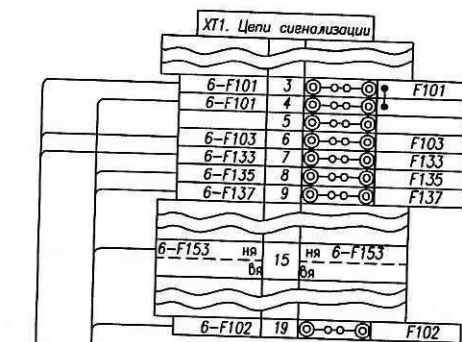 ХТ1. Цепи сигнализации
6-F101 3 F101
6-F101 4
5
6-F103 6 F103
6-F133 7 F133
6-F135 8 F135
6-F137 9 F137
6-F153 ня 15 ня 6-F153
вя вя
6-F102 19 F102